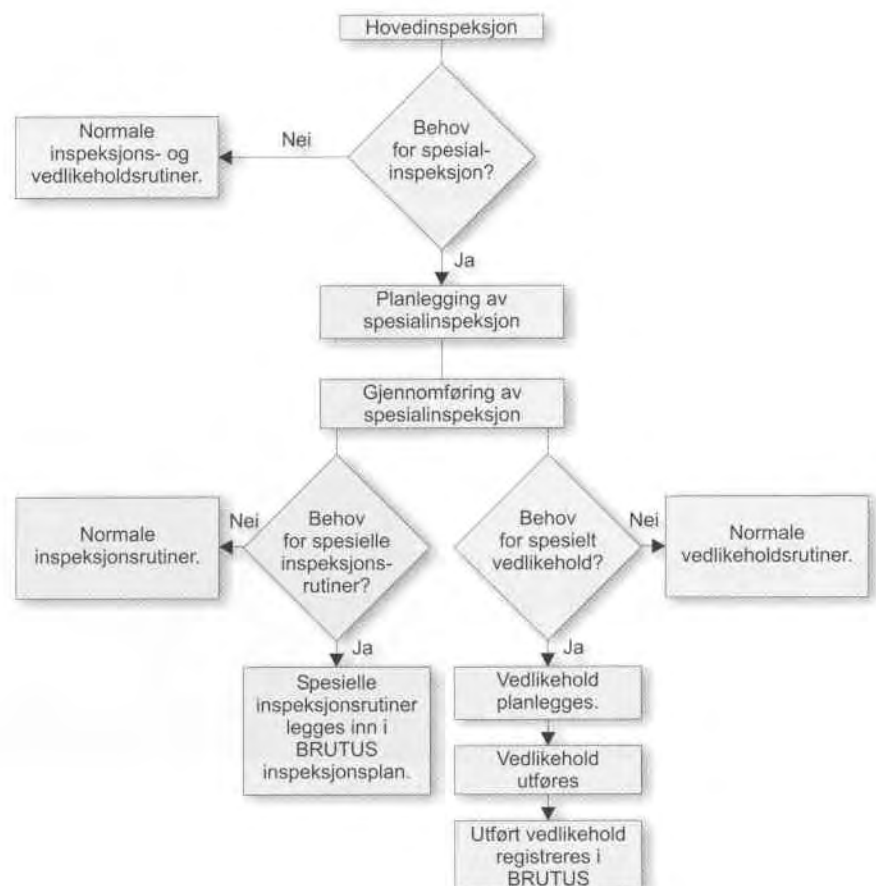 Hovedinspeksjon
Behov
for spesial-
inspeksjon?
Nei
Normale
inspeksjons- og
vedlikeholdsrutiner.
Ja
Planlegging av
spesialinspeksjon
Gjennomføring av
spesialinspeksjon
Behov
for spesielle
inspeksjons-
rutiner?
Nei
Normale
inspeksjonsrutiner.
Ja
Spesielle
inspeksjonsrutiner
legges inn i
BRUTUS
inspeksjonsplan.
Behov
for spesielt
vedlikehold?
Nei
Normale
vedlikeholdsrutiner.
Ja
Vedlikehold
planlegges.
Vedlikehold
utføres
Utført vedlikehold
registreres i
BRUTUS